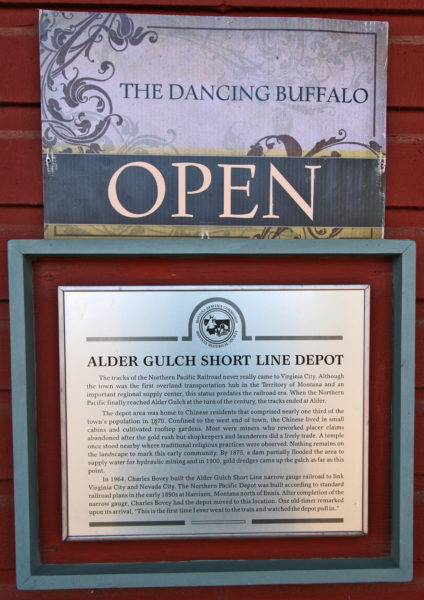 THE DANCING BUFFALO
OPEN
ALDER GULCH SHORT LINE DEPOT
The tracks of the Northern Pacific Railroad never really came to Virginia City. Although
the town was the first overland transportation hub in the Territory of Montana and an
important regional supply center, this status predates the railroad era. When the Northern
Pacific finally reached Alder Gulch at the turn of the century, the tracks ended at Alder.
The depot area was home to Chinese residents that comprised nearly one third of the
town's population in 1870. Confined to the west end of town, the Chinese lived in small
cabins and cultivated rooftop gardens. Most were miners who reworked placer claims
abandoned after the gold rush but shopkeepers and launderers did a lively trade. A temple
once stood nearby where traditional religious practices were observed. Nothing remains on
the landscape to mark this early community. By 1875, a dam partially flooded the area to
supply water for hydraulic mining and in 1900, gold dredges came up the gulch as far as this
point.
In 1964, Charles Bovey built the Alder Gulch Short Line narrow gauge railroad to link
Virginia City and Nevada City. The Northern Pacific Depot was built according to standard
railroad plans in the early 1890s at Harrison, Montana north of Ennis. After completion of the
narrow gauge, Charles Bovey had the depot moved to this location. One old-timer remarked
upon its arrival, "This is the first time I ever went to the train and watched the depot pull in."